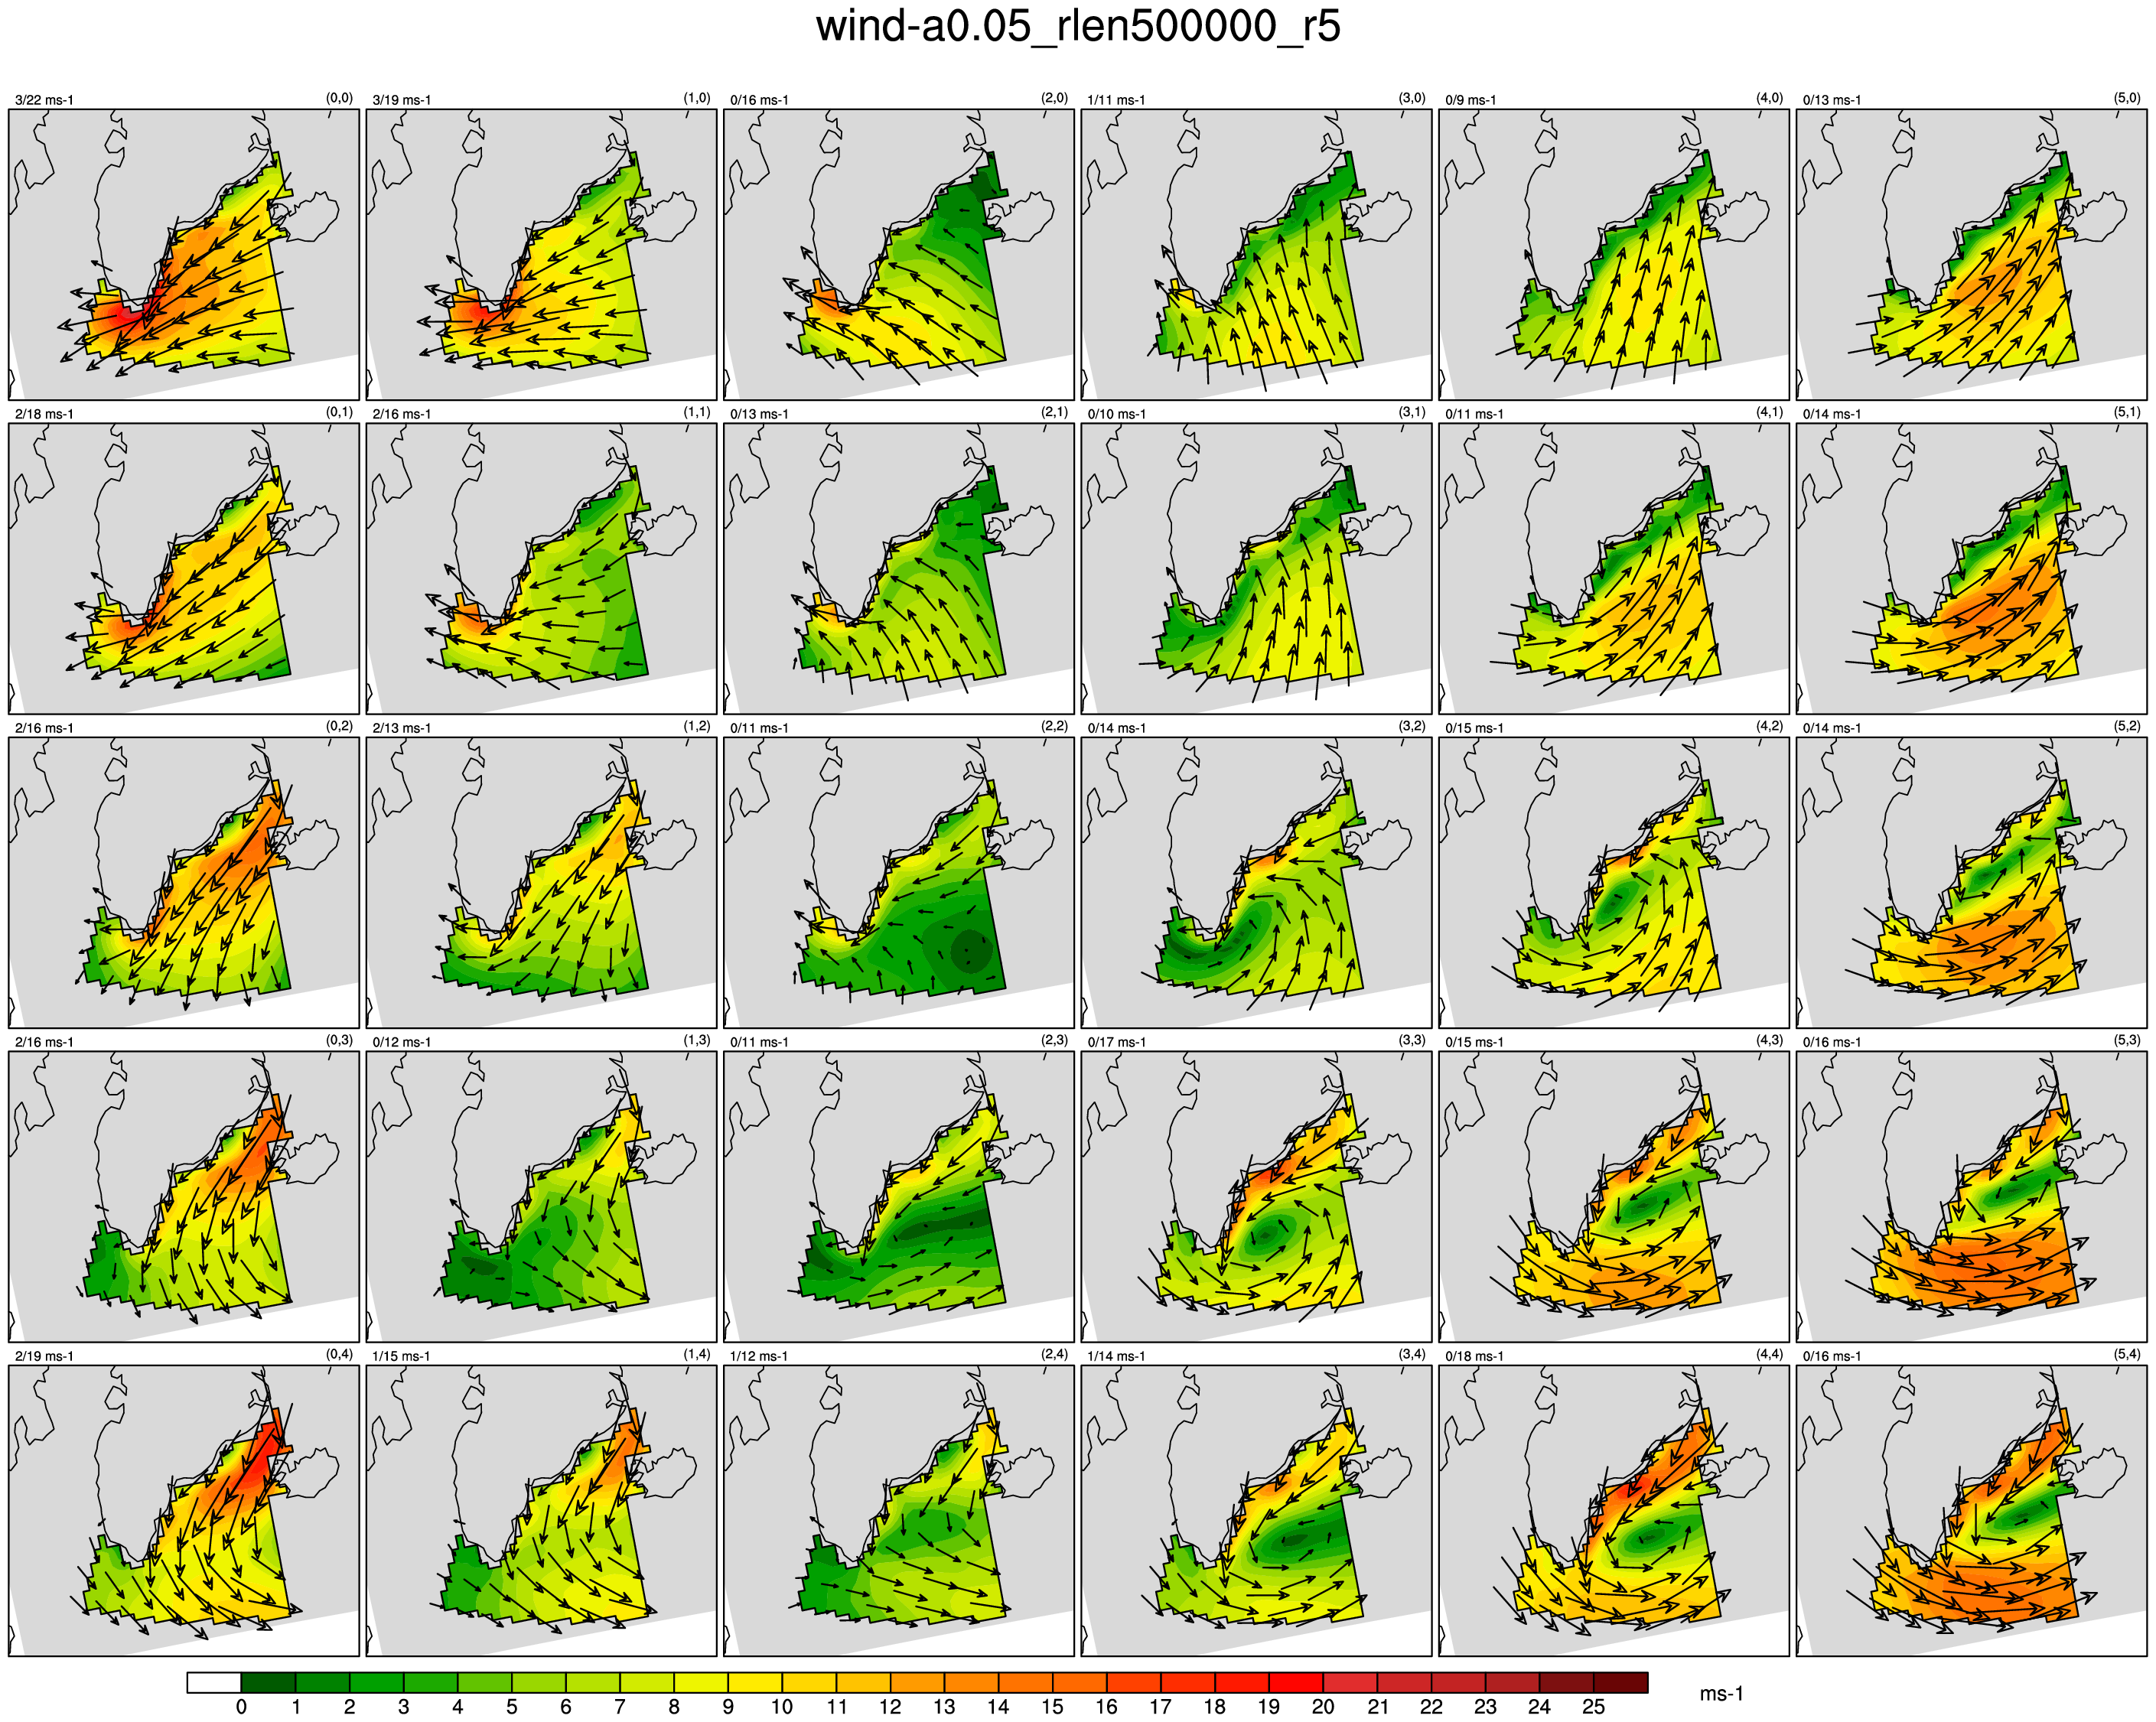 wind-a0.05_rlen500000_r5
3/22 ms-1 (0,0) 3/19 ms-1 (1,0) 0/16 ms-1 (2,0) 1/11 ms-1 (3,0) 0/9 ms-1 (4,0) 0/13 ms-1 (5,0)
2/18 ms-1 (0,1) 2/16 ms-1 (1,1) 0/13 ms-1 (2,1) 0/10 ms-1 (3,1) 0/11 ms-1 (4,1) 0/14 ms-1 (5,1)
2/16 ms-1 (0,2) 2/13 ms-1 (1,2) 0/11 ms-1 (2,2) 0/14 ms-1 (3,2) 0/15 ms-1 (4,2) 0/14 ms-1 (5,2)
2/16 ms-1 (0,3) 0/12 ms-1 (1,3) 0/11 ms-1 (2,3) 0/17 ms-1 (3,3) 0/15 ms-1 (4,3) 0/16 ms-1 (5,3)
2/19 ms-1 (0,4) 1/15 ms-1 (1,4) 1/12 ms-1 (2,4) 1/14 ms-1 (3,4) 0/18 ms-1 (4,4) 0/16 ms-1 (5,4)
0 1 2 3 4 5 6 7 8 9 10 11 12 13 14 15 16 17 18 19 20 21 22 23 24 25 ms-1